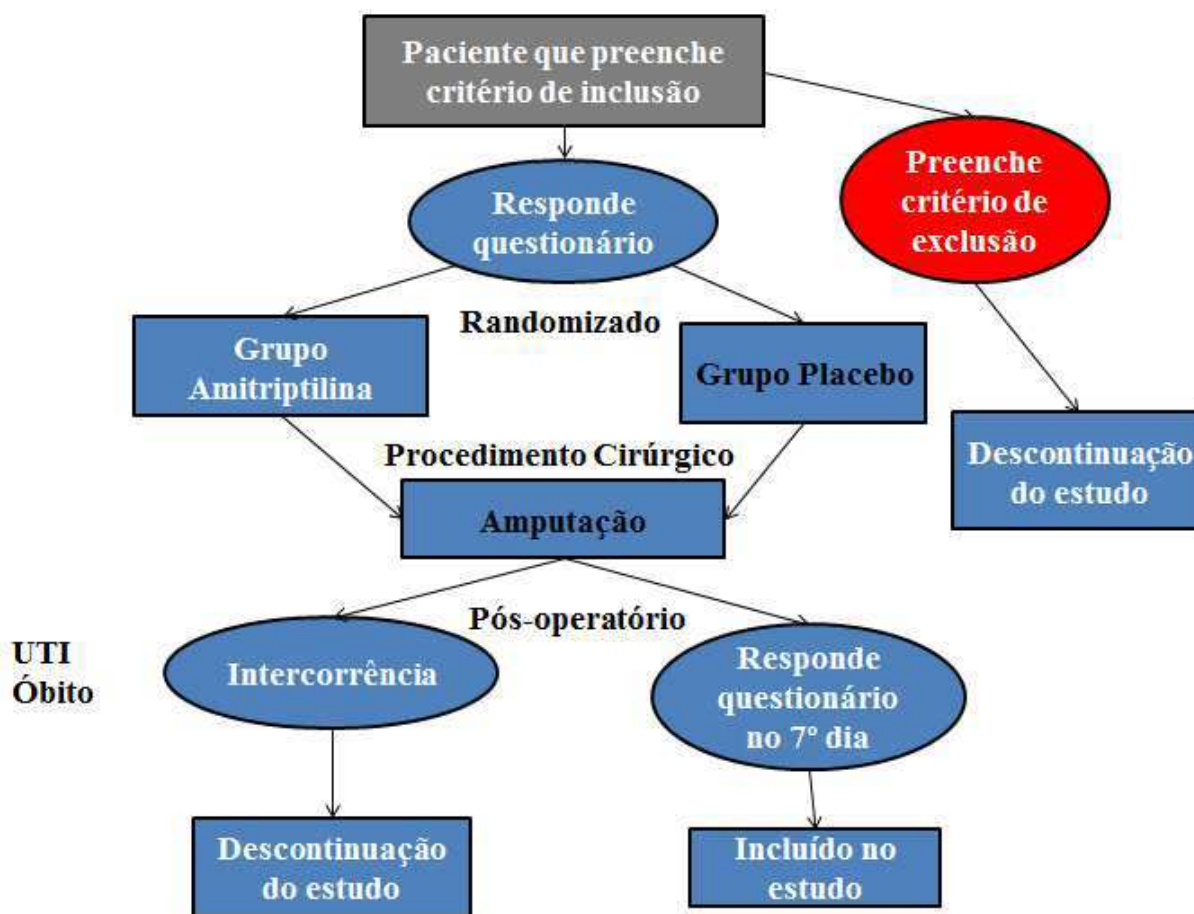 Paciente que preenche
critério de inclusão
Preenche
critério de
exclusão
Responde
questionário
Randomizado
Grupo
Amitriptilina
Grupo Placebo
Descontinuação
do estudo
Procedimento Cirúrgico
Amputação
Pós-operatório
UTI
Óbito
Intercorrência
Responde
questionário
no 7º dia
Descontinuação
do estudo
Incluído no
estudo